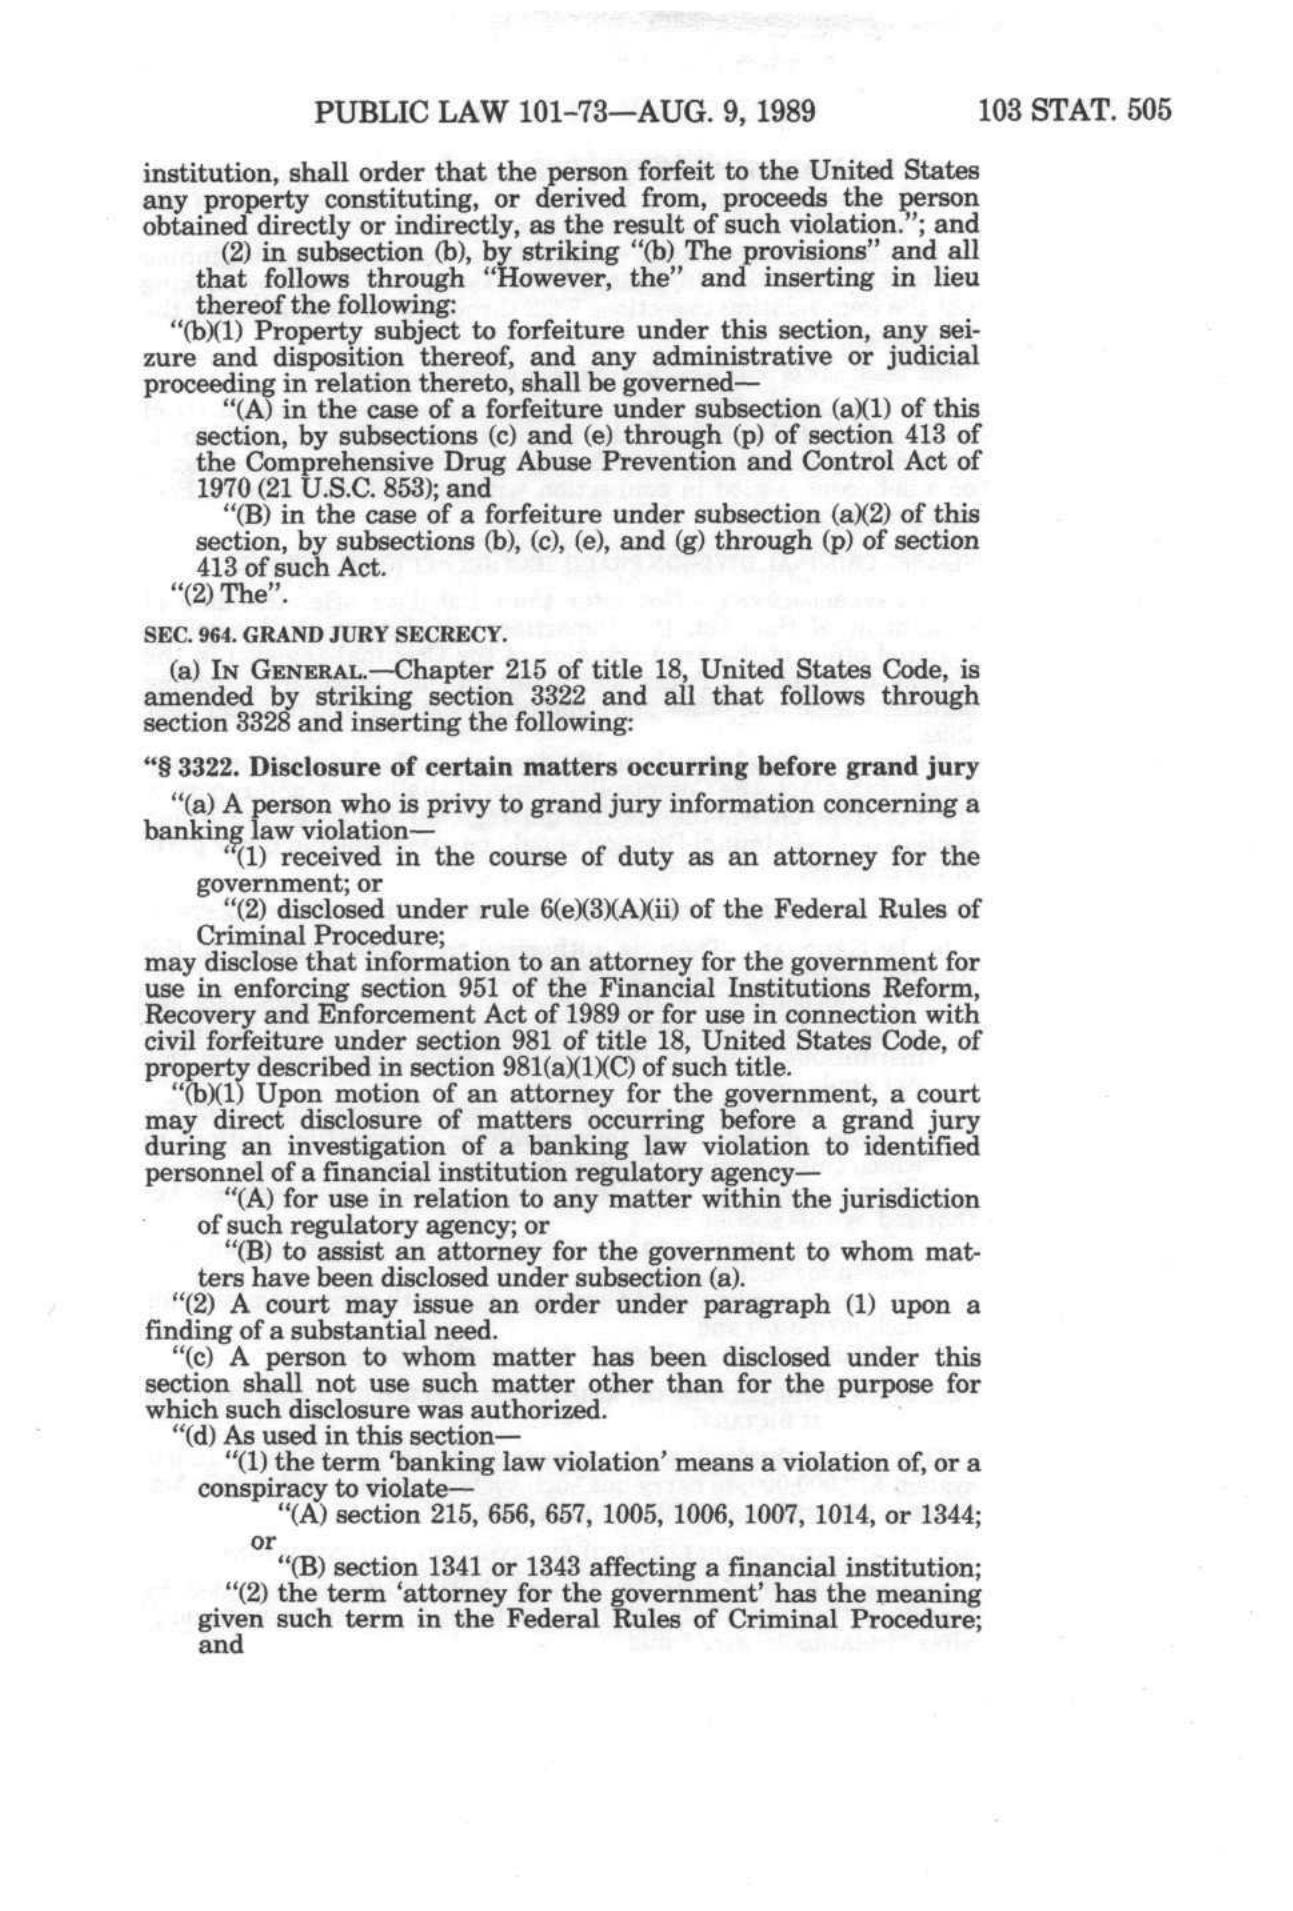 PUBLIC LAW 101–73—AUG. 9, 1989 103 STAT. 505
institution, shall order that the person forfeit to the United States
any property constituting, or derived from, proceeds the person
obtained directly or indirectly, as the result of such violation.”; and
(2) in subsection (b), by striking “(b) The provisions” and all
that follows through “However, the” and inserting in lieu
thereof the following:
“(b)(1) Property subject to forfeiture under this section, any sei-
zure and disposition thereof, and any administrative or judicial
proceeding in relation thereto, shall be governed—
“(A) in the case of a forfeiture under subsection (a)(1) of this
section, by subsections (c) and (e) through (p) of section 413 of
the Comprehensive Drug Abuse Prevention and Control Act of
1970 (21 U.S.C. 853); and
“(B) in the case of a forfeiture under subsection (a)(2) of this
section, by subsections (b), (c), (e), and (g) through (p) of section
413 of such Act.
“(2) The”.
SEC. 964. GRAND JURY SECRECY.
(a) IN GENERAL.—Chapter 215 of title 18, United States Code, is
amended by striking section 3322 and all that follows through
section 3328 and inserting the following:
“§ 3322. Disclosure of certain matters occurring before grand jury
“(a) A person who is privy to grand jury information concerning a
banking law violation—
“(1) received in the course of duty as an attorney for the
government; or
“(2) disclosed under rule 6(e)(3)(A)(ii) of the Federal Rules of
Criminal Procedure;
may disclose that information to an attorney for the government for
use in enforcing section 951 of the Financial Institutions Reform,
Recovery and Enforcement Act of 1989 or for use in connection with
civil forfeiture under section 981 of title 18, United States Code, of
property described in section 981(a)(1)(C) of such title.
“(b)(1) Upon motion of an attorney for the government, a court
may direct disclosure of matters occurring before a grand jury
during an investigation of a banking law violation to identified
personnel of a financial institution regulatory agency—
“(A) for use in relation to any matter within the jurisdiction
of such regulatory agency; or
“(B) to assist an attorney for the government to whom mat-
ters have been disclosed under subsection (a).
“(2) A court may issue an order under paragraph (1) upon a
finding of a substantial need.
“(c) A person to whom matter has been disclosed under this
section shall not use such matter other than for the purpose for
which such disclosure was authorized.
“(d) As used in this section—
“(1) the term ‘banking law violation’ means a violation of, or a
conspiracy to violate—
“(A) section 215, 656, 657, 1005, 1006, 1007, 1014, or 1344;
or
“(B) section 1341 or 1343 affecting a financial institution;
“(2) the term ‘attorney for the government’ has the meaning
given such term in the Federal Rules of Criminal Procedure;
and